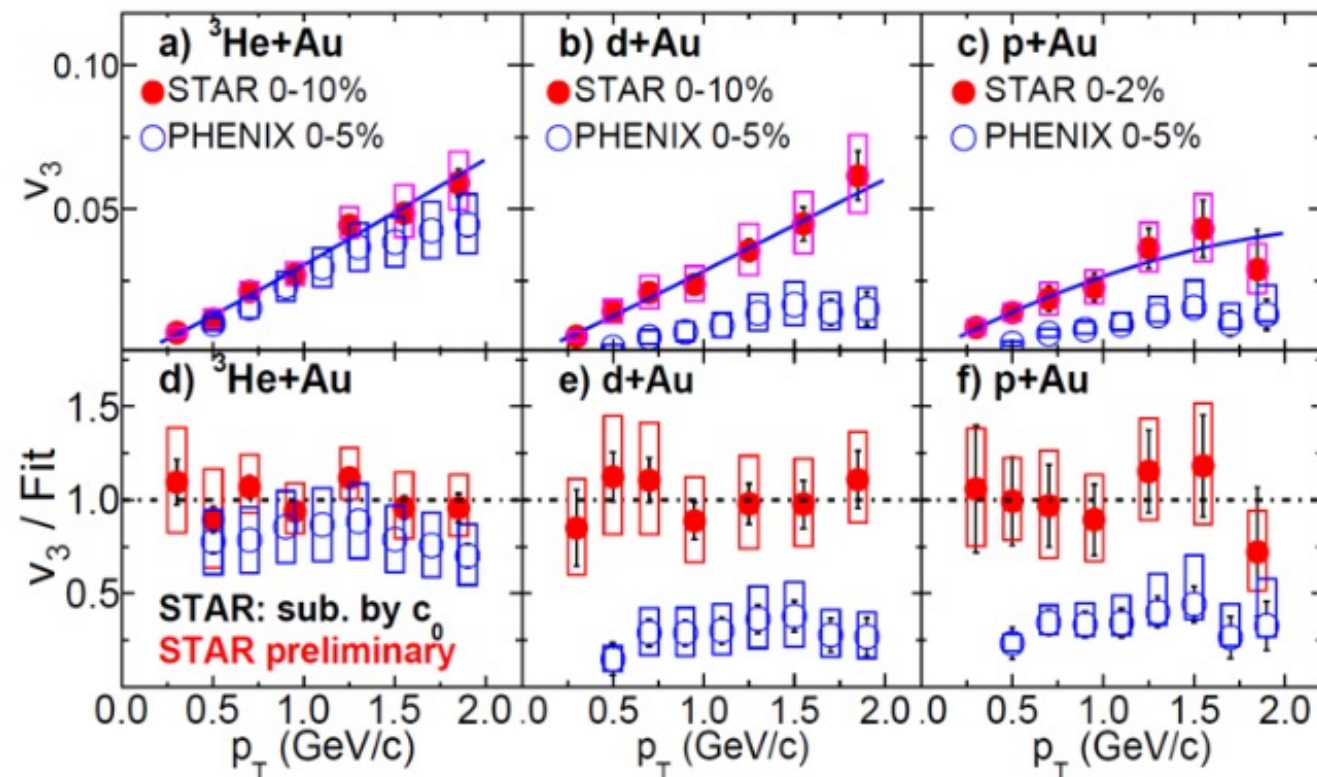 a) ³He+Au
STAR 0-10%
PHENIX 0-5%
b) d+Au
STAR 0-10%
PHENIX 0-5%
c) p+Au
STAR 0-2%
PHENIX 0-5%
0.10
0.05
v₃
d) ³He+Au
e) d+Au
f) p+Au
1.5
1.0
0.5
v₃ / Fit
STAR: sub. by c₀
STAR preliminary
0.0 0.5 1.0 1.5 2.0 0.5 1.0 1.5 2.0 0.0 0.5 1.0 1.5 2.0
p_T (GeV/c) p_T (GeV/c) p_T (GeV/c)